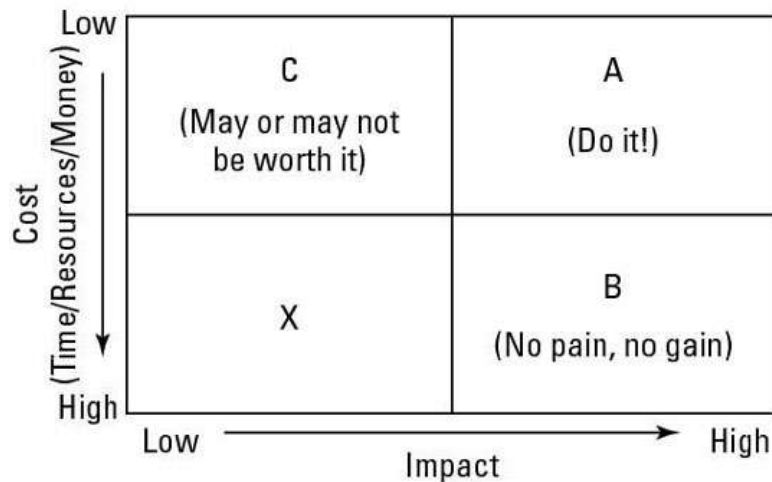 Low
C
A
(May or may not
be worth it)
(Do it!)
Cost
(Time/Resources/Money)
X
B
(No pain, no gain)
High
Low
High
Impact